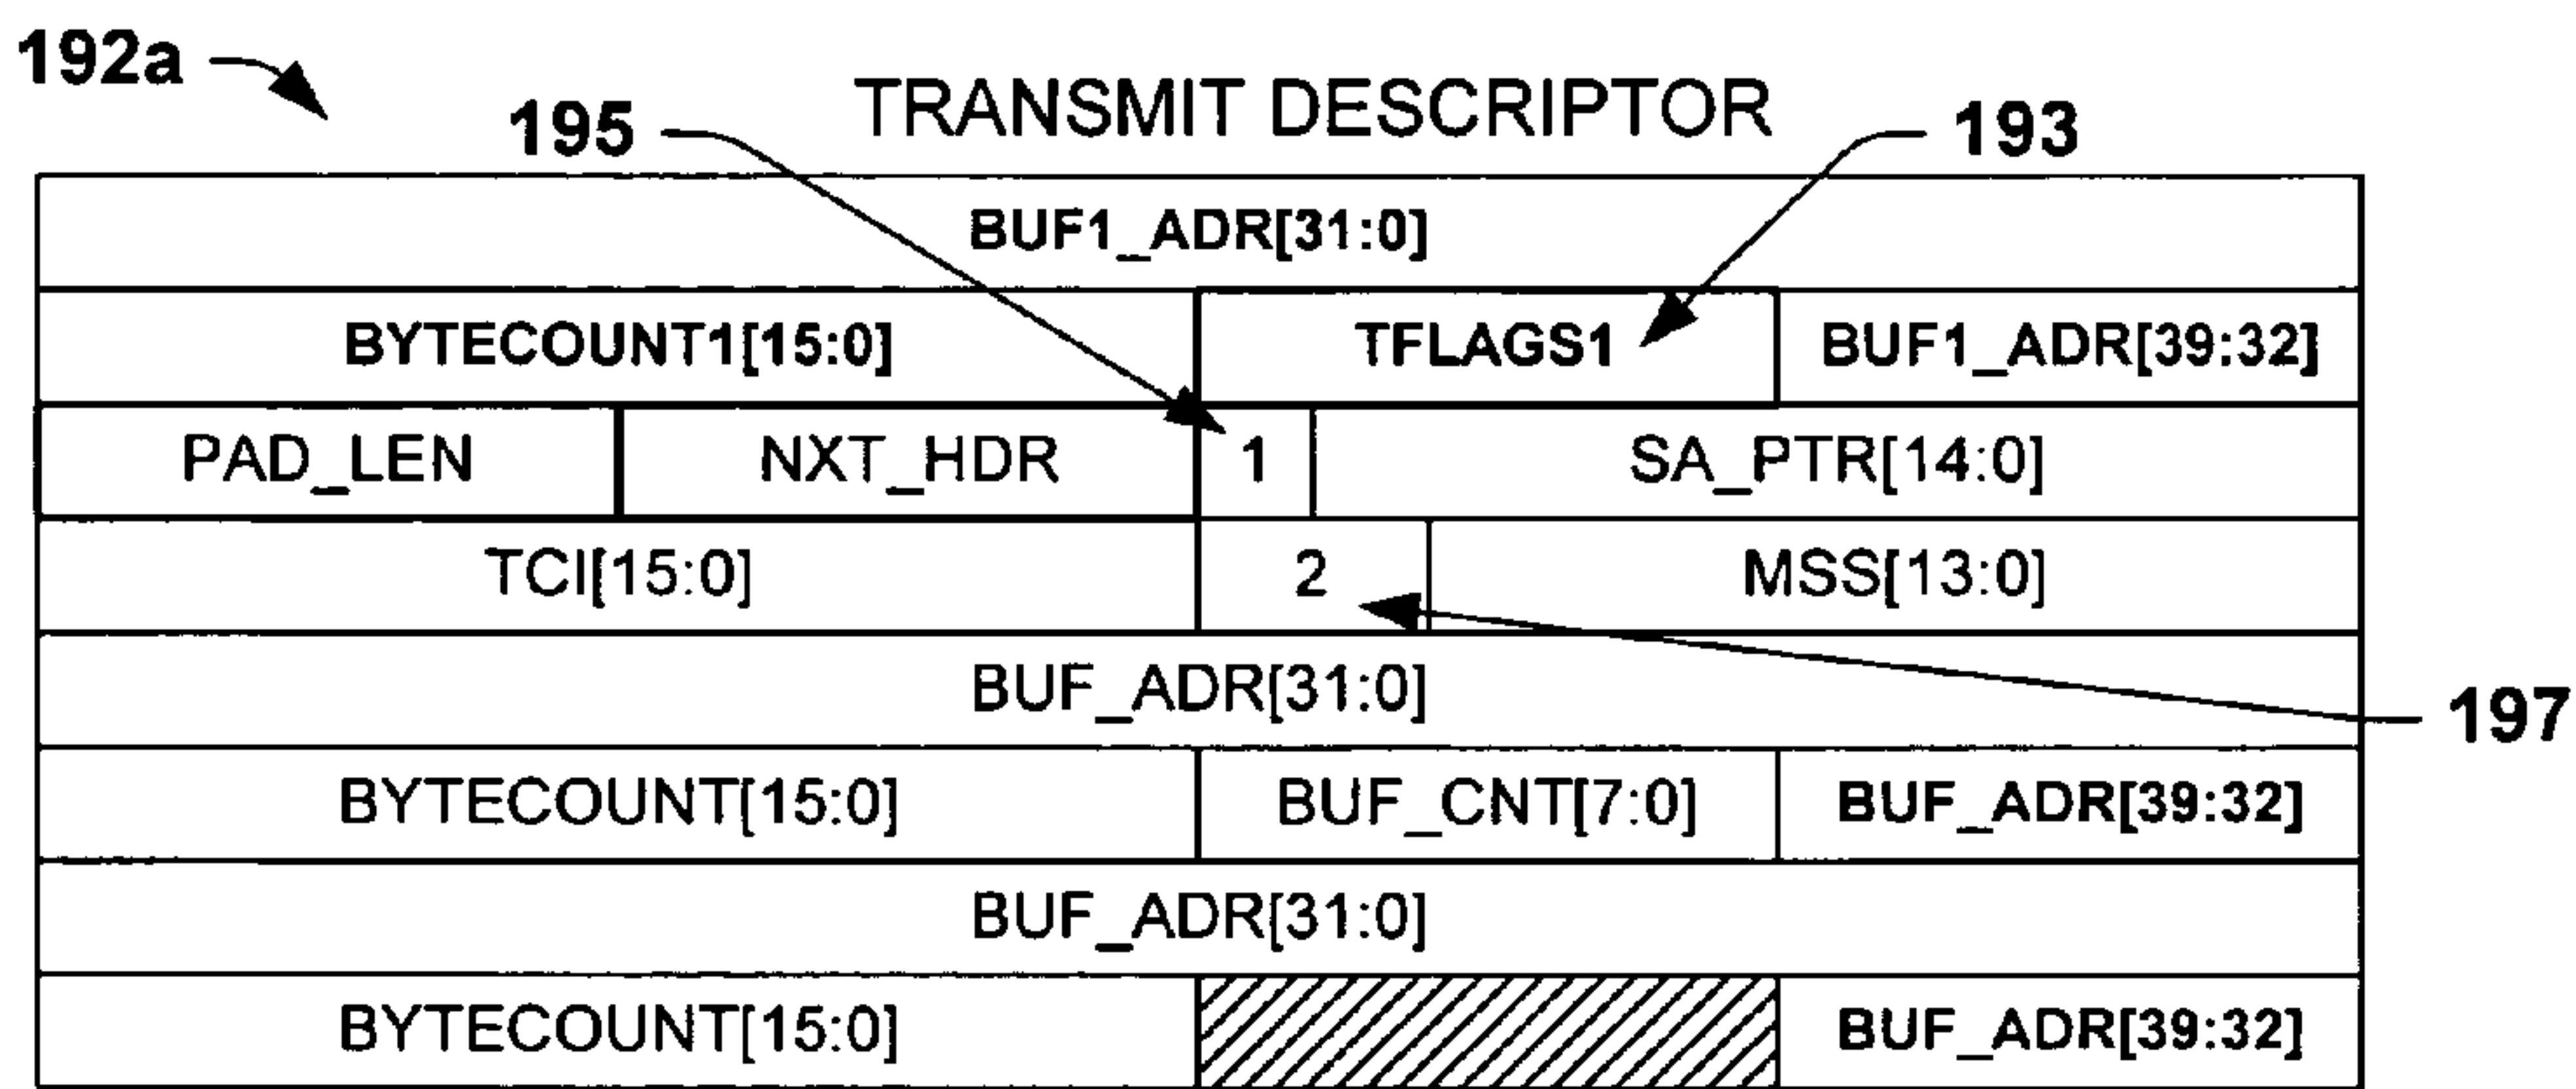 192a
TRANSMIT DESCRIPTOR
195
193
BUF1_ADR[31:0]
BYTECOUNT1[15:0] TFLAGS1 BUF1_ADR[39:32]
PAD_LEN NXT_HDR 1 SA_PTR[14:0]
TCI[15:0] 2 MSS[13:0]
BUF_ADR[31:0]
197
BYTECOUNT[15:0] BUF_CNT[7:0] BUF_ADR[39:32]
BUF_ADR[31:0]
BYTECOUNT[15:0] BUF_ADR[39:32]